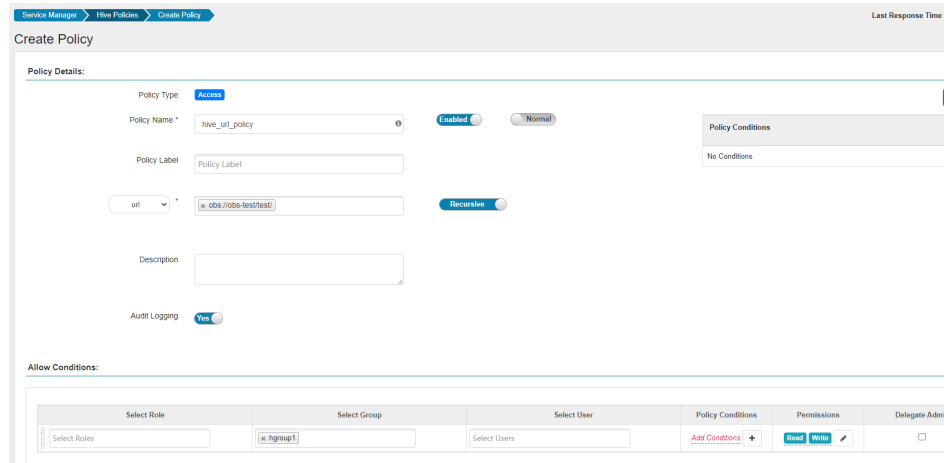 Service Manager Hive Policies Create Policy Last Response Time
Create Policy
Policy Details:
Policy Type Access
Policy Name * hive_url_policy Enabled Normal
Policy Conditions
No Conditions
Policy Label Policy Label
url * × obs://obs-test/test/ Recursive
Description
Audit Logging Yes
Allow Conditions:
Select Role Select Group Select User Policy Conditions Permissions Delegate Admi
Select Roles × hgroup1 Select Users Add Conditions + Read Write